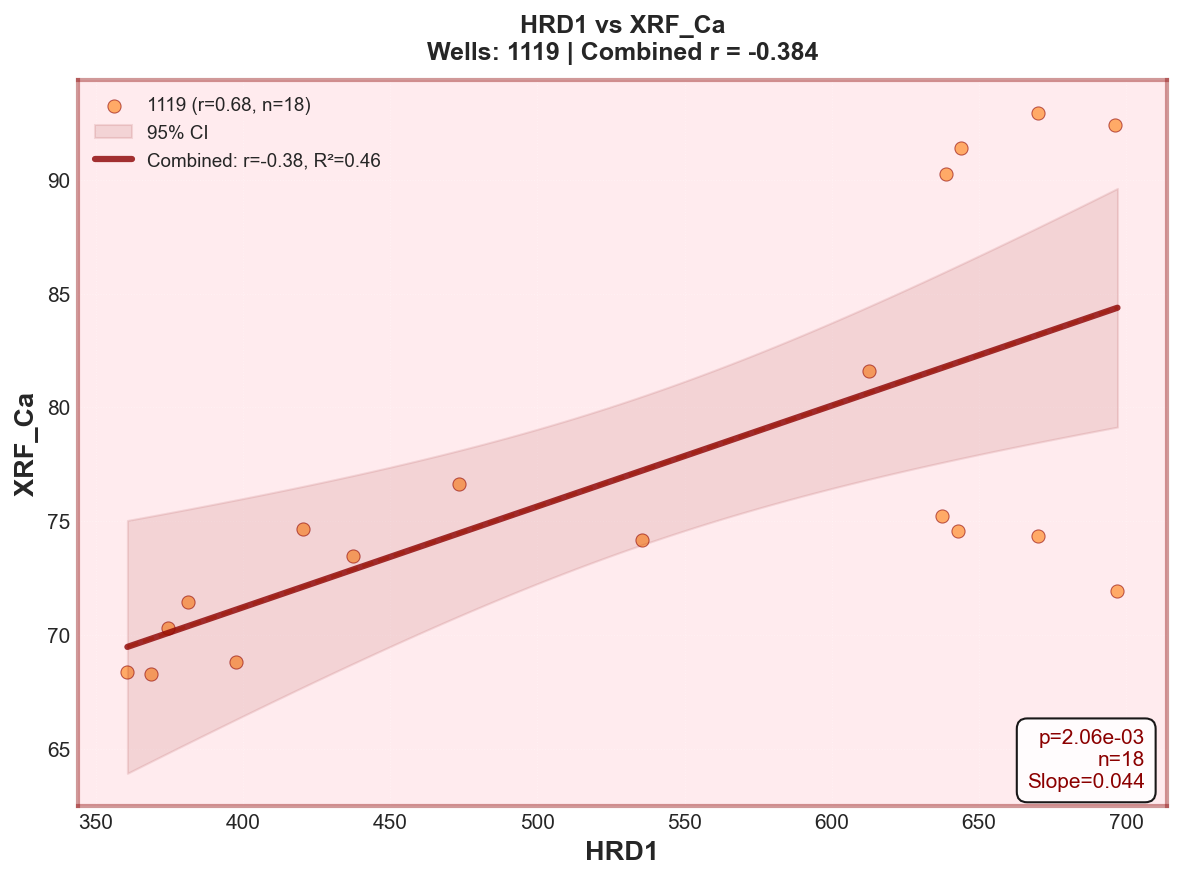 HRD1 vs XRF_Ca
Wells: 1119 | Combined r = -0.384
1119 (r=0.68, n=18)
95% CI
Combined: r=-0.38, R²=0.46
90
85
80
75
70
65
XRF_Ca
p=2.06e-03
n=18
Slope=0.044
350 400 450 500 550 600 650 700
HRD1